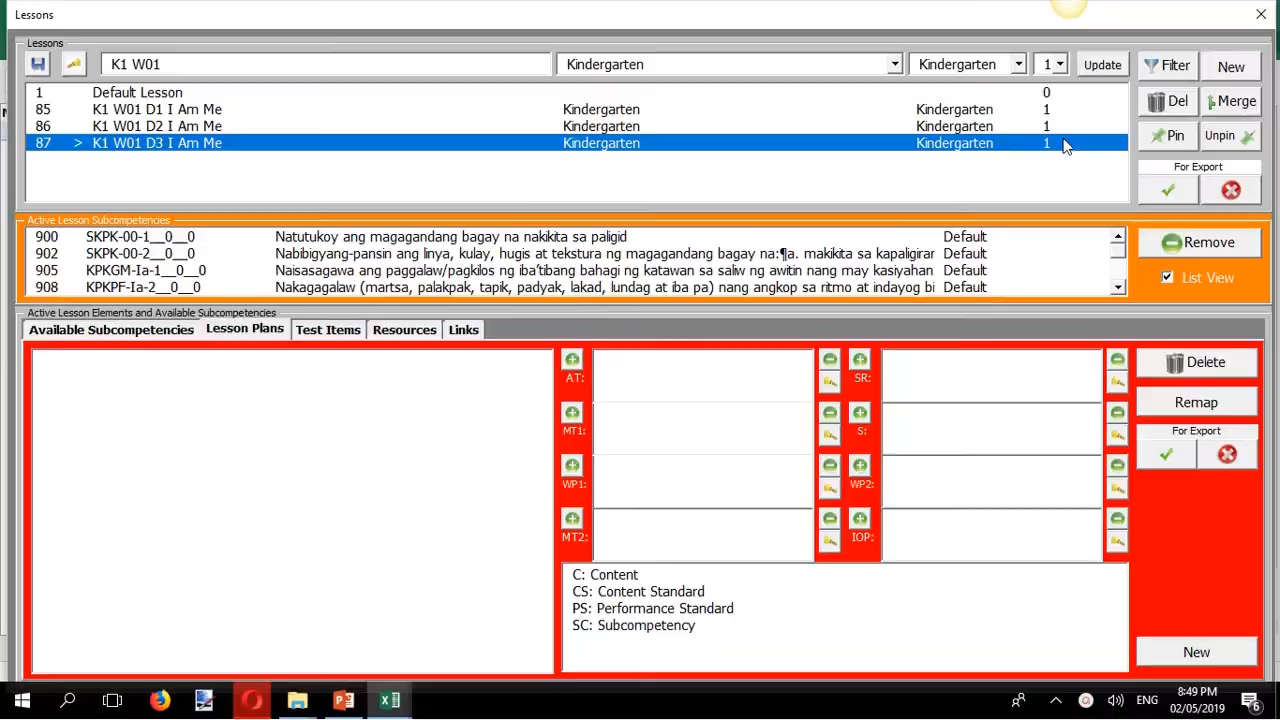 Lessons
Lessons
K1 W01 Kindergarten Kindergarten 1 Update Filter New
1 Default Lesson 0
85 K1 W01 D1 I Am Me Kindergarten Kindergarten 1 Del Merge
86 K1 W01 D2 I Am Me Kindergarten Kindergarten 1
87 > K1 W01 D3 I Am Me Kindergarten Kindergarten 1 Pin Unpin
For Export
Active Lesson Subcompetencies
900 SKPK-00-1__0__0 Natutukoy ang magagandang bagay na nakikita sa paligid Default
902 SKPK-00-2__0__0 Nabibigyang-pansin ang linya, kulay, hugis at tekstura ng magagandang bagay na:¶a. makikita sa kapaligiran Default
905 KPKGM-Ia-1__0__0 Naisasagawa ang paggalaw/pagkilos ng iba'tibang bahagi ng katawan sa saliw ng awitin nang may kasiyahan Default
908 KPKPF-Ia-2__0__0 Nakagagalaw (martsa, palakpak, tapik, padyak, lakad, lundag at iba pa) nang angkop sa ritmo at indayog bi Default
Remove
List View
Active Lesson Elements and Available Subcompetencies
Available Subcompetencies Lesson Plans Test Items Resources Links
AT: SR: Delete
MT1: S: Remap
For Export
WP1: WP2:
MT2: IOP:
C: Content
CS: Content Standard
PS: Performance Standard
SC: Subcompetency
New
ENG 8:49 PM
02/05/2019 6